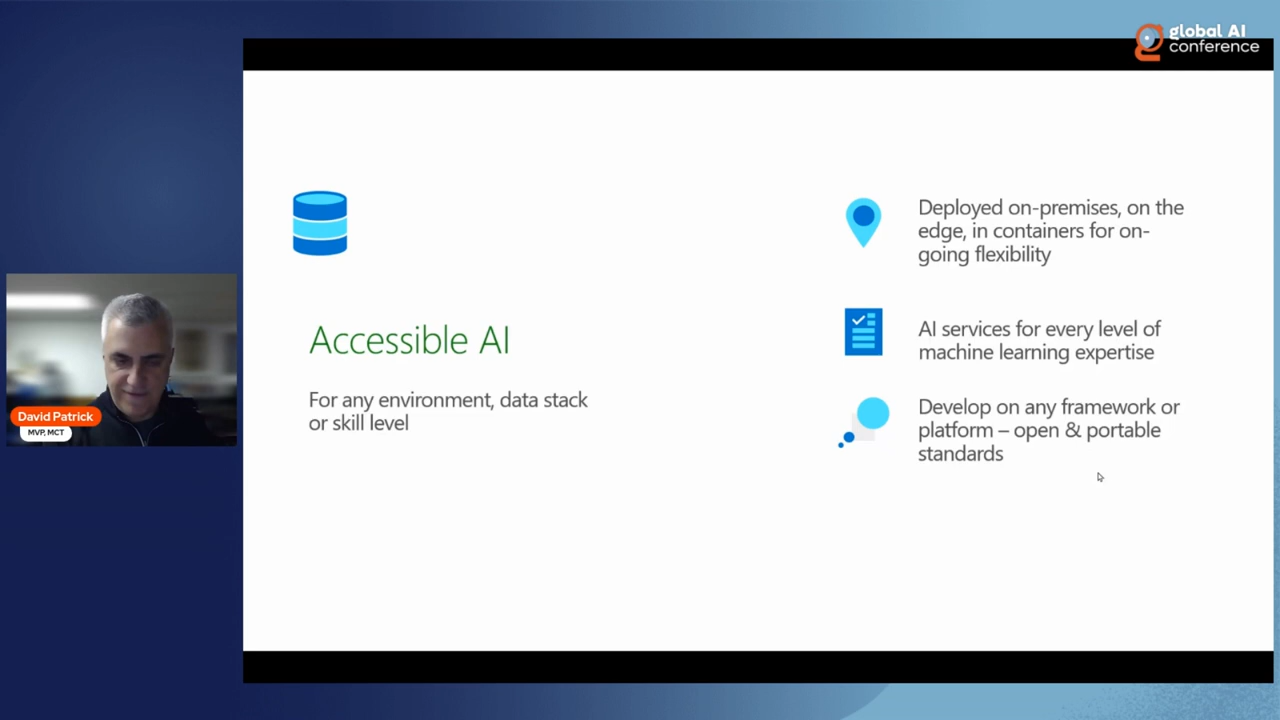 global AI
conference
Deployed on-premises, on the
edge, in containers for on-
going flexibility
Accessible AI
AI services for every level of
machine learning expertise
For any environment, data stack
or skill level
Develop on any framework or
platform – open & portable
standards
David Patrick
MVP, MCT